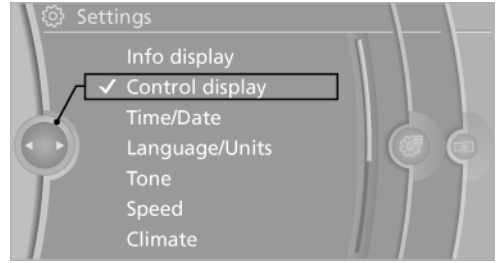 Settings
Info display
Control display
Time/Date
Language/Units
Tone
Speed
Climate